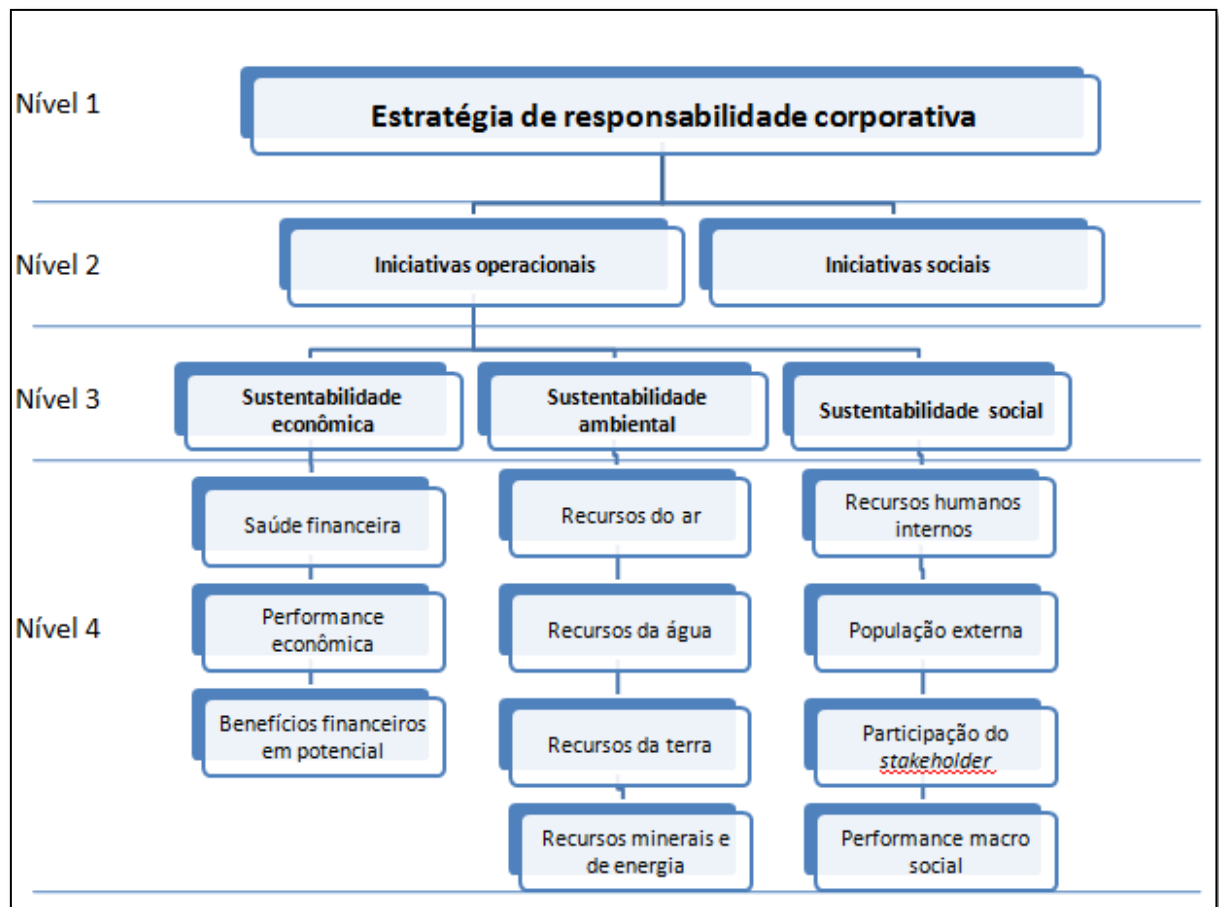 Nível 1
Estratégia de responsabilidade corporativa
Nível 2
Iniciativas operacionais
Iniciativas sociais
Nível 3
Sustentabilidade
econômica
Sustentabilidade
ambiental
Sustentabilidade social
Nível 4
Saúde financeira
Performance
econômica
Benefícios financeiros
em potencial
Recursos do ar
Recursos da água
Recursos da terra
Recursos minerais e
de energia
Recursos humanos
internos
População externa
Participação do
stakeholder
Performance macro
social